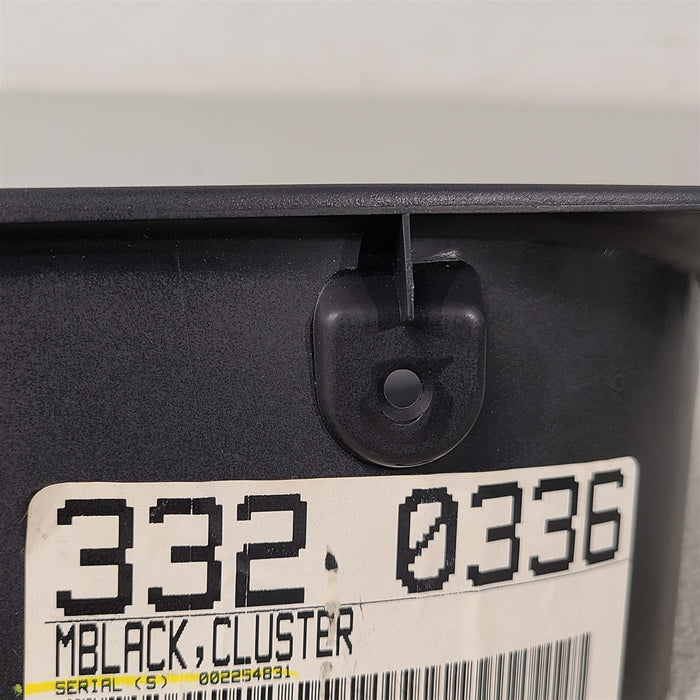 332 0336
MBLACK,CLUSTER
SERIAL (S) 002254831